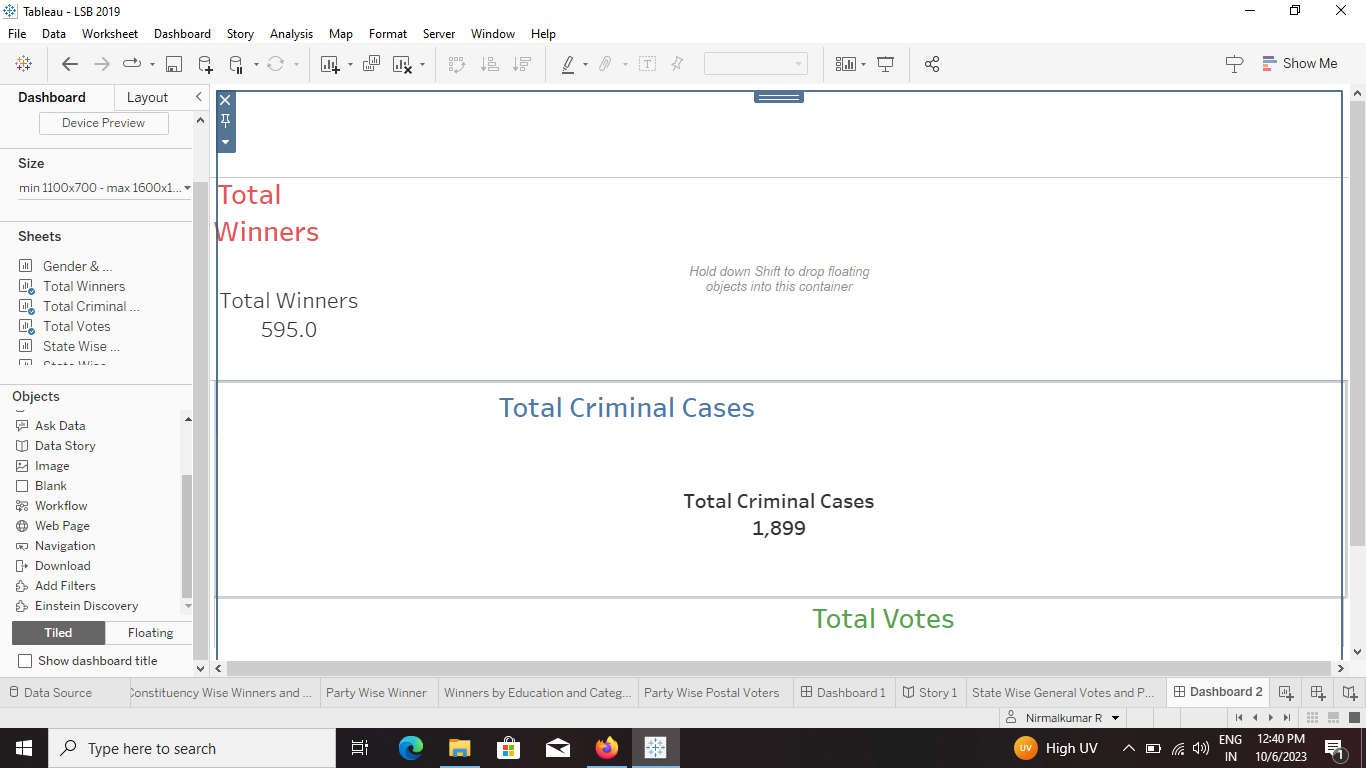 Tableau - LSB 2019
File Data Worksheet Dashboard Story Analysis Map Format Server Window Help
Show Me
Dashboard Layout
Device Preview
Size
min 1100x700 - max 1600x1...
Sheets
Gender & ...
Total Winners
Total Criminal ...
Total Votes
State Wise ...
State Wise
Objects
Ask Data
Data Story
Image
Blank
Workflow
Web Page
Navigation
Download
Add Filters
Einstein Discovery
Tiled Floating
Show dashboard title
Total
Winners
Total Winners
595.0
Hold down Shift to drop floating
objects into this container
Total Criminal Cases
Total Criminal Cases
1,899
Total Votes
Data Source Constituency Wise Winners and ... Party Wise Winner Winners by Education and Categ... Party Wise Postal Voters Dashboard 1 Story 1 State Wise General Votes and P... Dashboard 2
Nirmalkumar R
Type here to search
UV High UV
ENG
IN
12:40 PM
10/6/2023
1